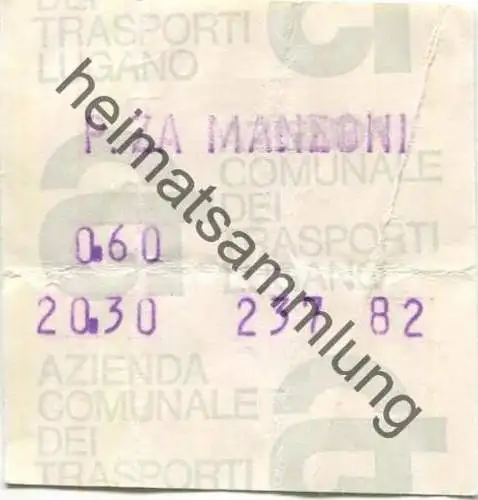 DEI
TRASPORTI
LUGANO
P.ZA MANZONI
COMUNALE
DEI
TRASPORTI
LUGANO
0.60
20.30 237 82
AZIENDA
COMUNALE
DEI
TRASPORTI
heimatsammlung